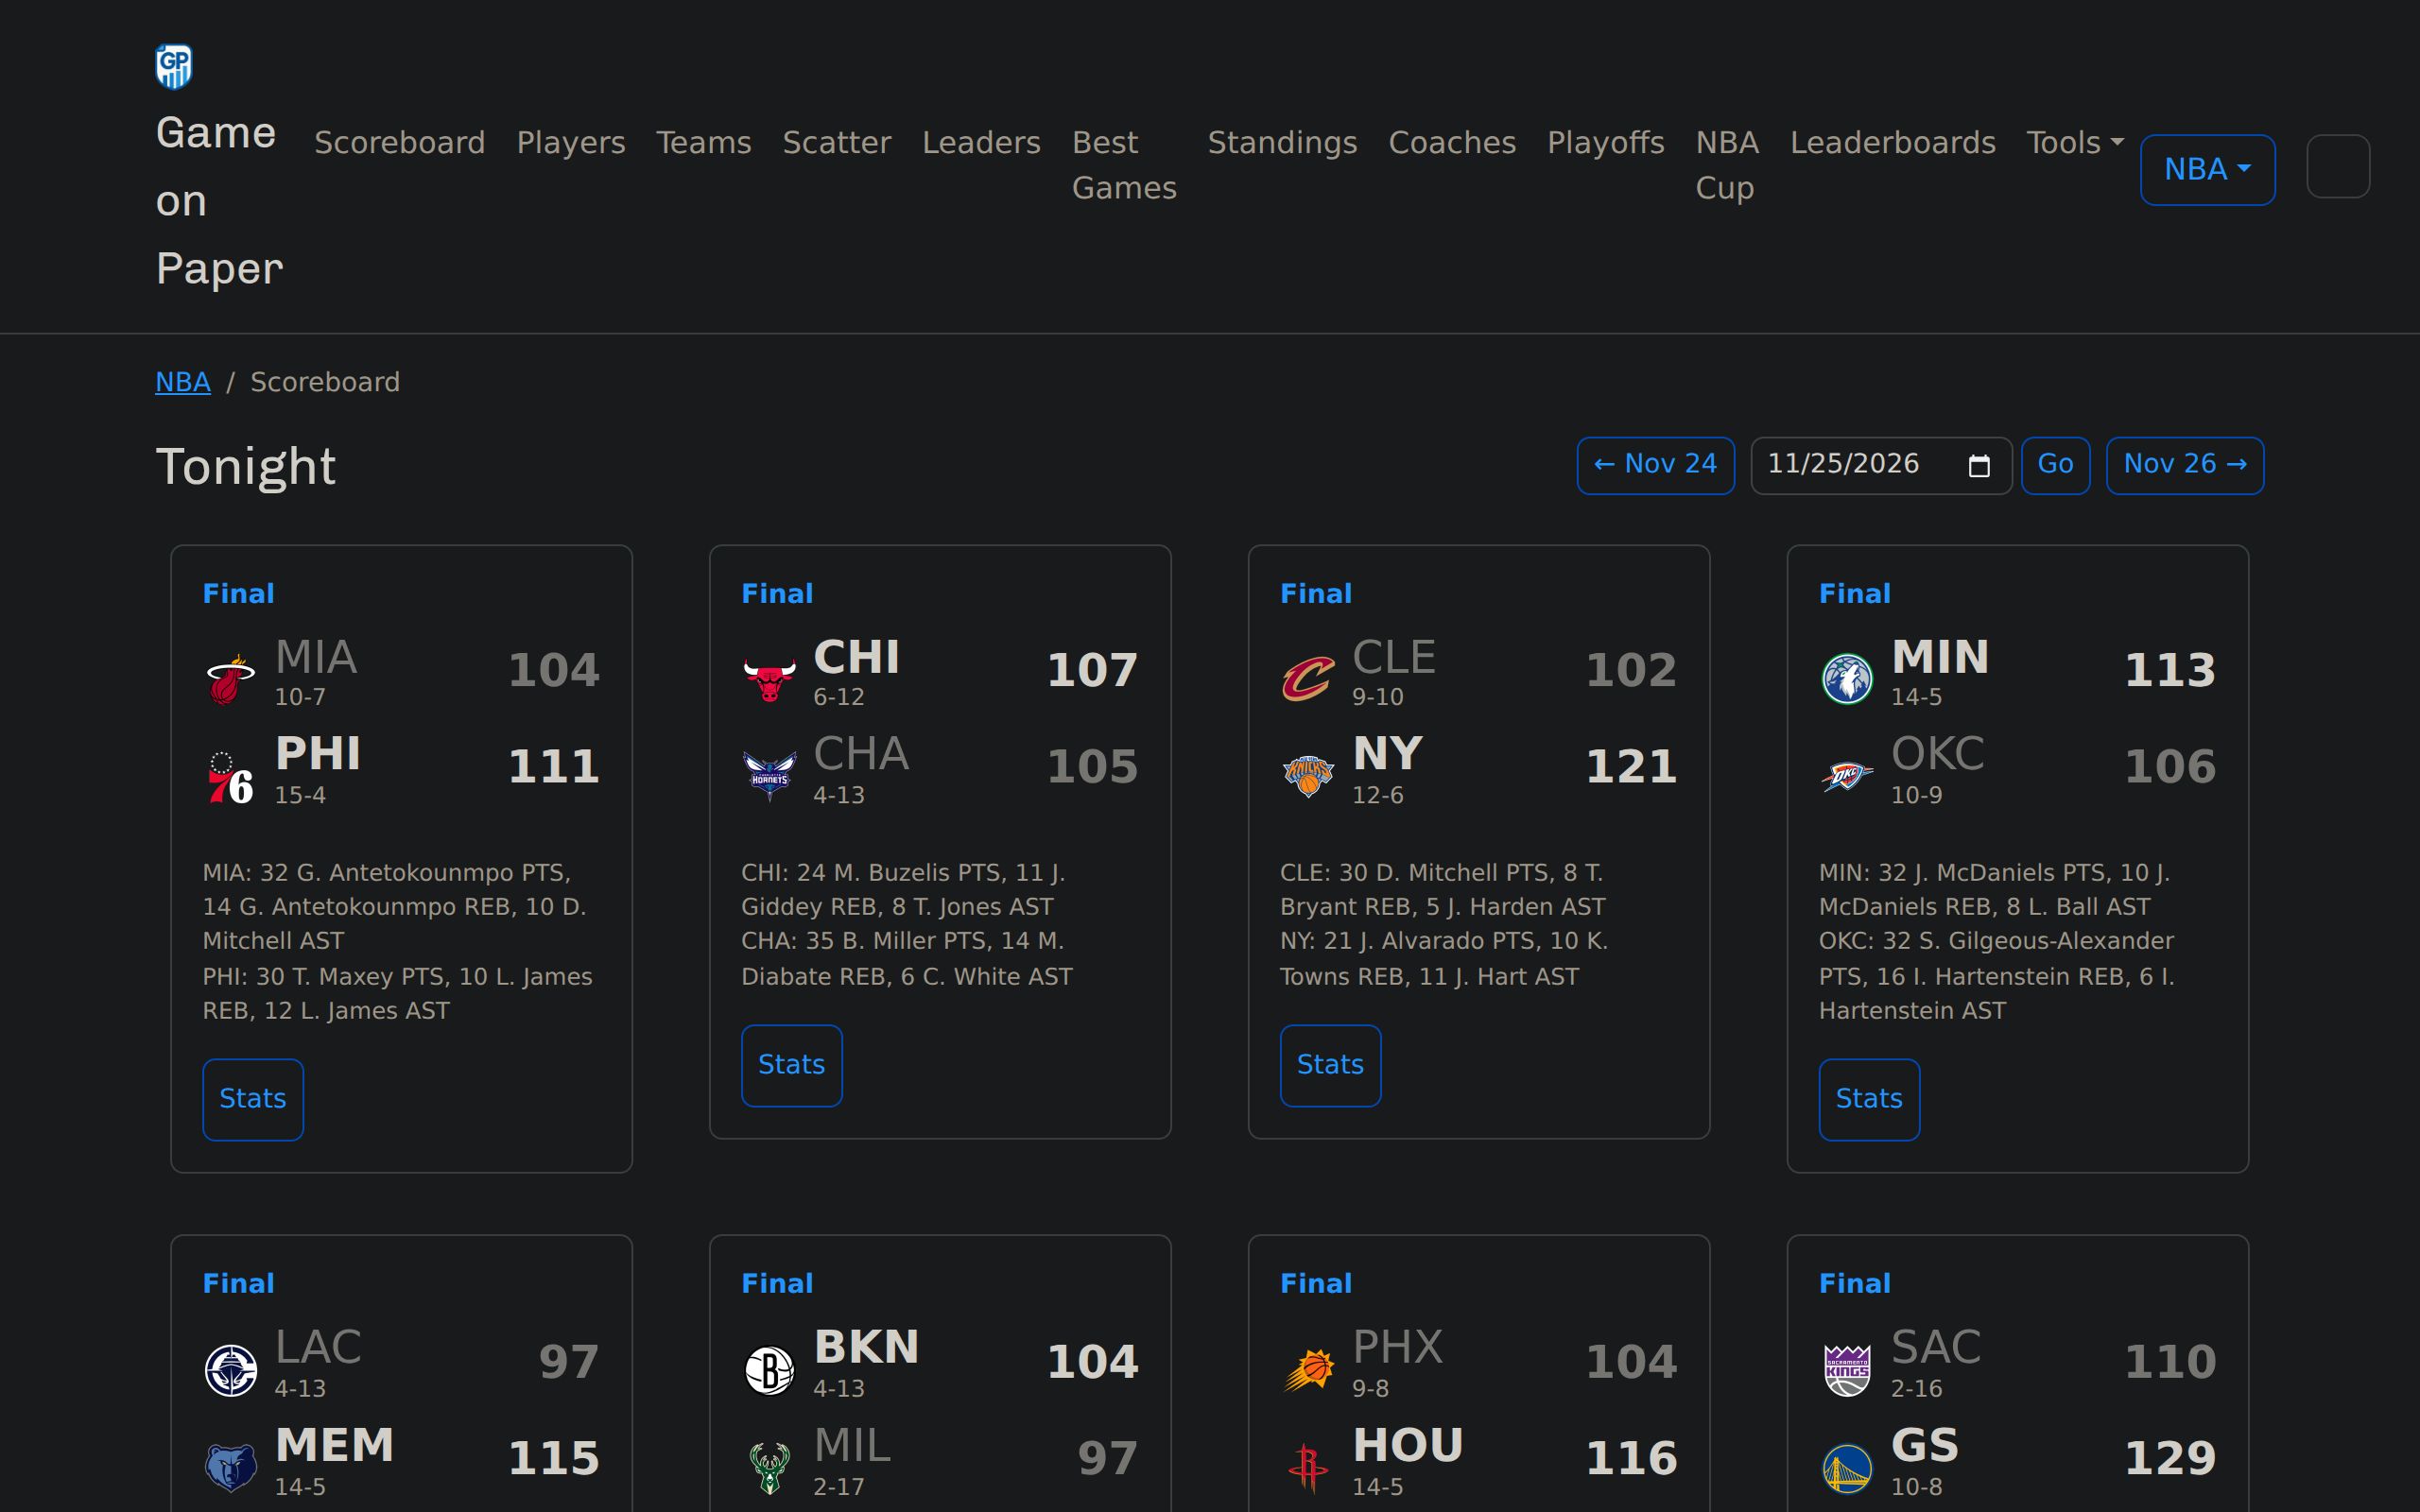 GP
Game
on
Paper
Scoreboard Players Teams Scatter Leaders Best Games Standings Coaches Playoffs NBA Cup Leaderboards Tools NBA
NBA / Scoreboard
Tonight
← Nov 24 11/25/2026 Go Nov 26 →
Final
MIA 104
10-7
PHI 111
15-4
MIA: 32 G. Antetokounmpo PTS,
14 G. Antetokounmpo REB, 10 D.
Mitchell AST
PHI: 30 T. Maxey PTS, 10 L. James
REB, 12 L. James AST
Stats
Final
CHI 107
6-12
HORNETS
CHA 105
4-13
CHI: 24 M. Buzelis PTS, 11 J.
Giddey REB, 8 T. Jones AST
CHA: 35 B. Miller PTS, 14 M.
Diabate REB, 6 C. White AST
Stats
Final
CLE 102
9-10
KNICKS
NY 121
12-6
CLE: 30 D. Mitchell PTS, 8 T.
Bryant REB, 5 J. Harden AST
NY: 21 J. Alvarado PTS, 10 K.
Towns REB, 11 J. Hart AST
Stats
Final
MIN 113
14-5
OKC
OKC 106
10-9
MIN: 32 J. McDaniels PTS, 10 J.
McDaniels REB, 8 L. Ball AST
OKC: 32 S. Gilgeous-Alexander
PTS, 16 I. Hartenstein REB, 6 I.
Hartenstein AST
Stats
Final
LAC 97
4-13
MEM 115
14-5
Final
B
BKN 104
4-13
MIL 97
2-17
Final
PHX 104
9-8
R
HOU 116
14-5
Final
SACRAMENTO
KINGS
SAC 110
2-16
GS 129
10-8